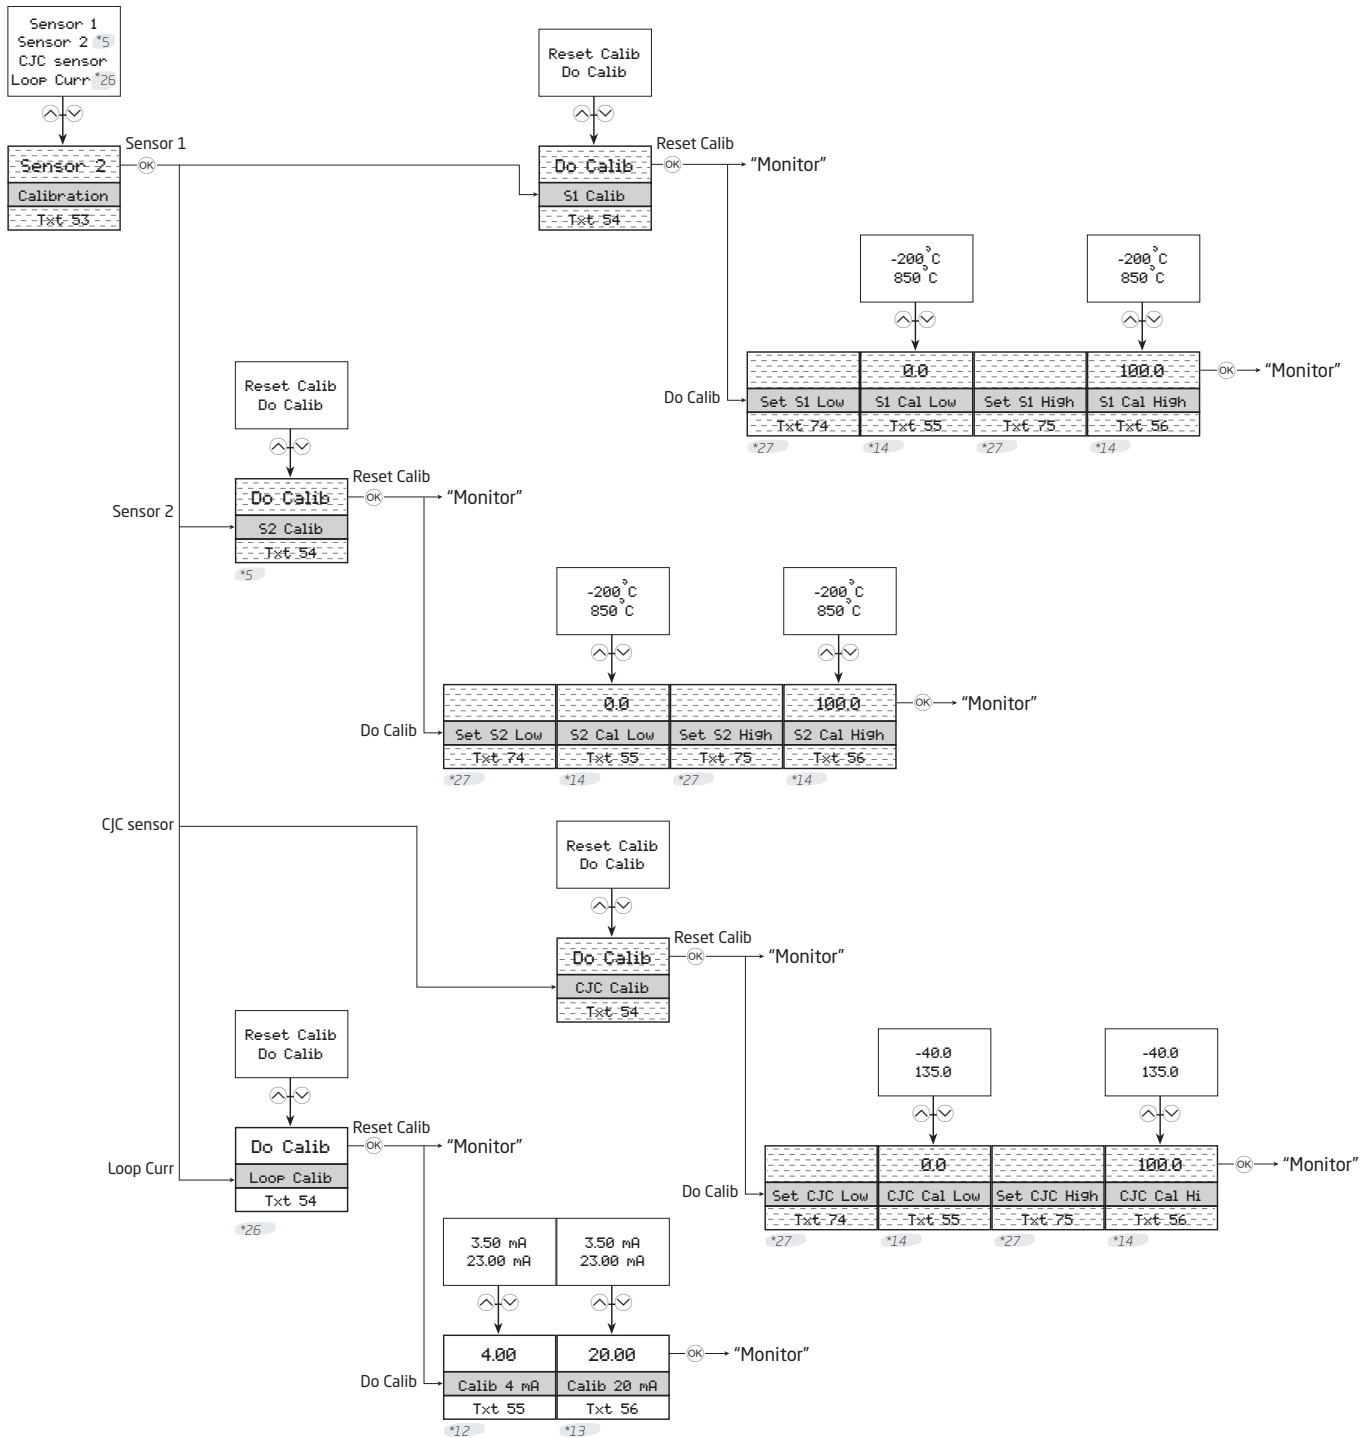 Sensor 1
Sensor 2 *5
CJC sensor
Loop Curr *26
Sensor 2
Calibration
Txt 53
Sensor 1
OK
Reset Calib
Do Calib
Do Calib
S1 Calib
Txt 54
Reset Calib
OK
"Monitor"
Do Calib
-200°C
850°C
-200°C
850°C
0.0
100.0
Set S1 Low
S1 Cal Low
Set S1 High
S1 Cal High
Txt 74
Txt 55
Txt 75
Txt 56
*27
*14
*27
*14
OK
"Monitor"
Sensor 2
Reset Calib
Do Calib
Do Calib
S2 Calib
Txt 54
*5
Reset Calib
OK
"Monitor"
Do Calib
-200°C
850°C
-200°C
850°C
0.0
100.0
Set S2 Low
S2 Cal Low
Set S2 High
S2 Cal High
Txt 74
Txt 55
Txt 75
Txt 56
*27
*14
*27
*14
OK
"Monitor"
CJC sensor
Reset Calib
Do Calib
Do Calib
CJC Calib
Txt 54
Reset Calib
OK
"Monitor"
Do Calib
-40.0
135.0
-40.0
135.0
0.0
100.0
Set CJC Low
CJC Cal Low
Set CJC High
CJC Cal Hi
Txt 74
Txt 55
Txt 75
Txt 56
*27
*14
*27
*14
OK
"Monitor"
Loop Curr
Reset Calib
Do Calib
Do Calib
Loop Calib
Txt 54
*26
Reset Calib
OK
"Monitor"
Do Calib
3.50 mA
23.00 mA
3.50 mA
23.00 mA
4.00
20.00
Calib 4 mA
Calib 20 mA
Txt 55
Txt 56
*12
*13
OK
"Monitor"